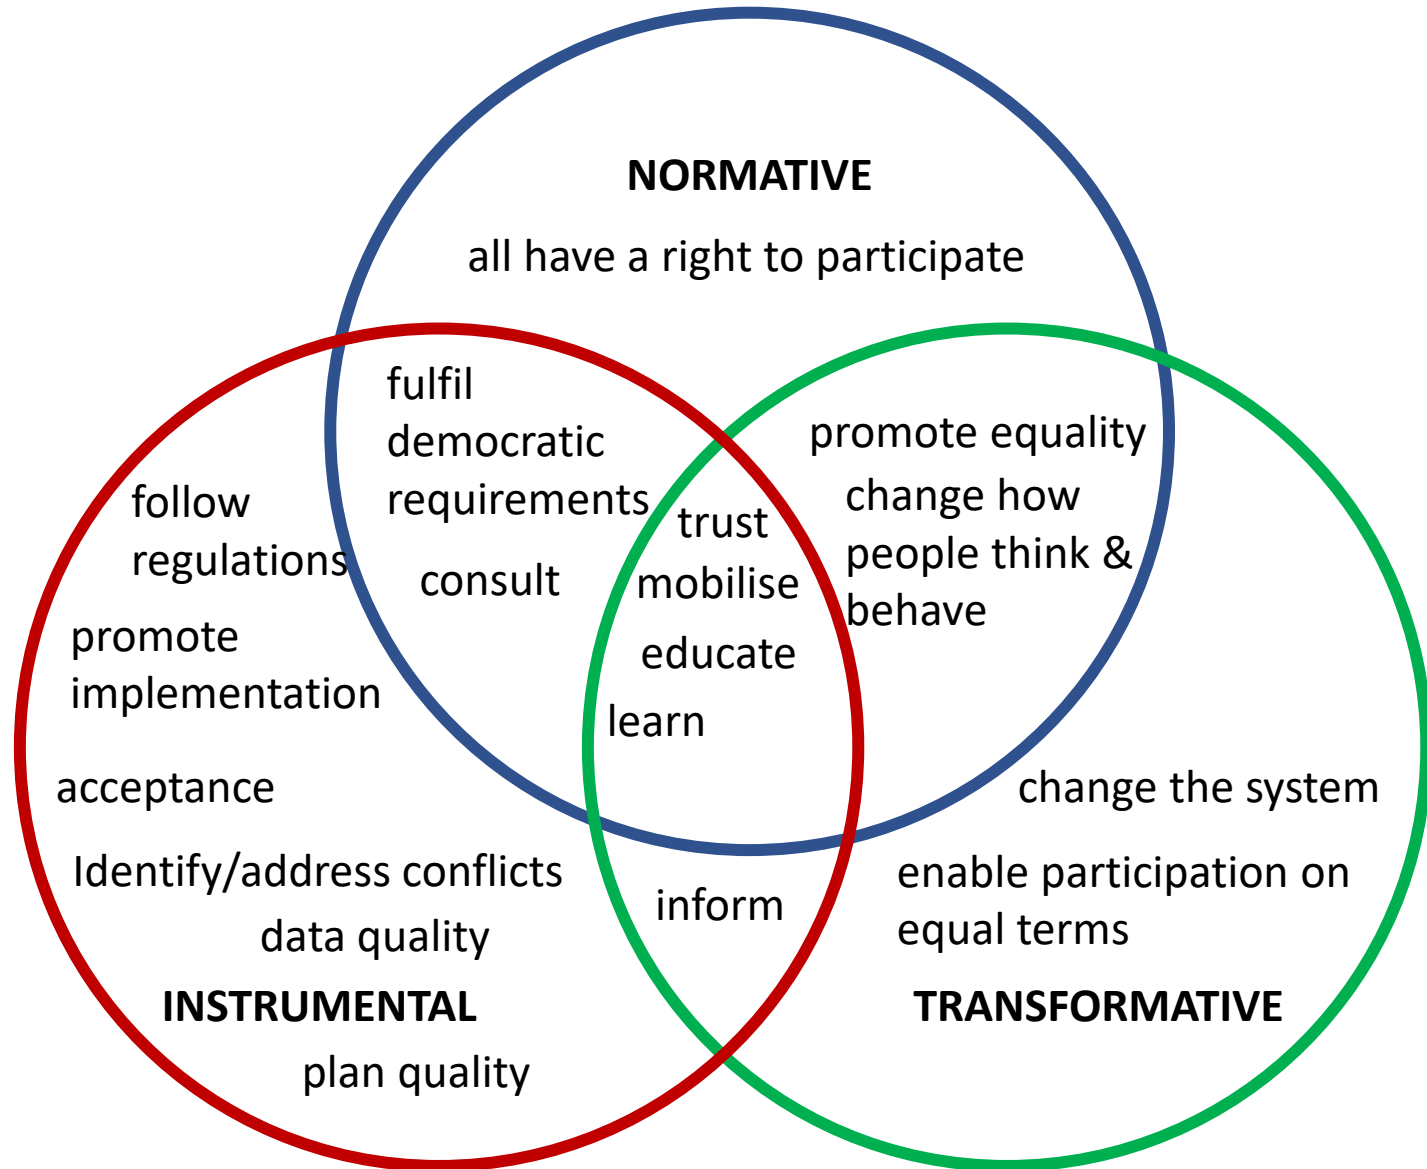 NORMATIVE
all have a right to participate
fulfil
democratic
requirements
consult
promote equality
change how
people think &
behave
trust
mobilise
educate
learn
follow
regulations
promote
implementation
acceptance
Identify/address conflicts
data quality
INSTRUMENTAL
plan quality
inform
change the system
enable participation on
equal terms
TRANSFORMATIVE